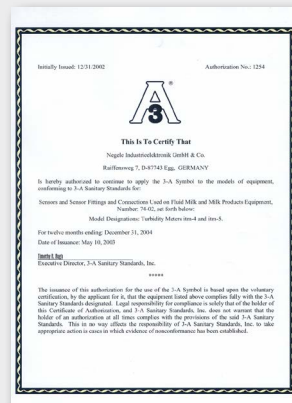 Initially Issued: 12/31/2002 Authorization No.: 1254
A
3
®
This Is To Certify That
Negele Industrieelektronik GmbH & Co.
Raiffeisenweg 7, D-87743 Egg, GERMANY
Is hereby authorized to continue to apply the 3-A Symbol to the models of equipment,
conforming to 3-A Sanitary Standards for:
Sensors and Sensor Fittings and Connections Used on Fluid Milk and Milk Products Equipment,
Number: 74-02, set forth below:
Model Designations: Turbidity Meters itm-4 and itm-5.
For twelve months ending: December 31, 2004
Date of Issuance: May 10, 2003
Timothy R. Rugh
Executive Director, 3-A Sanitary Standards, Inc.
*****
The issuance of this authorization for the use of the 3-A Symbol is based upon the voluntary
certification, by the applicant for it, that the equipment listed above complies fully with the 3-A
Sanitary Standards designated. Legal responsibility for compliance is solely that of the holder of
this Certificate of Authorization, and 3-A Sanitary Standards, Inc. does not warrant that the
holder of an authorization at all times complies with the provisions of the said 3-A Sanitary
Standards. This in no way effects the responsibility of 3-A Sanitary Standards, Inc. to take
appropriate action in cases in which evidence of nonconformance has been established.